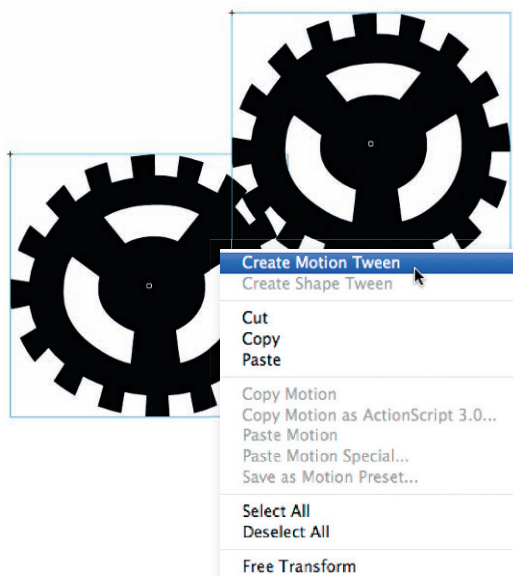 Create Motion Tween
Create Shape Tween
Cut
Copy
Paste
Copy Motion
Copy Motion as ActionScript 3.0...
Paste Motion
Paste Motion Special...
Save as Motion Preset...
Select All
Deselect All
Free Transform